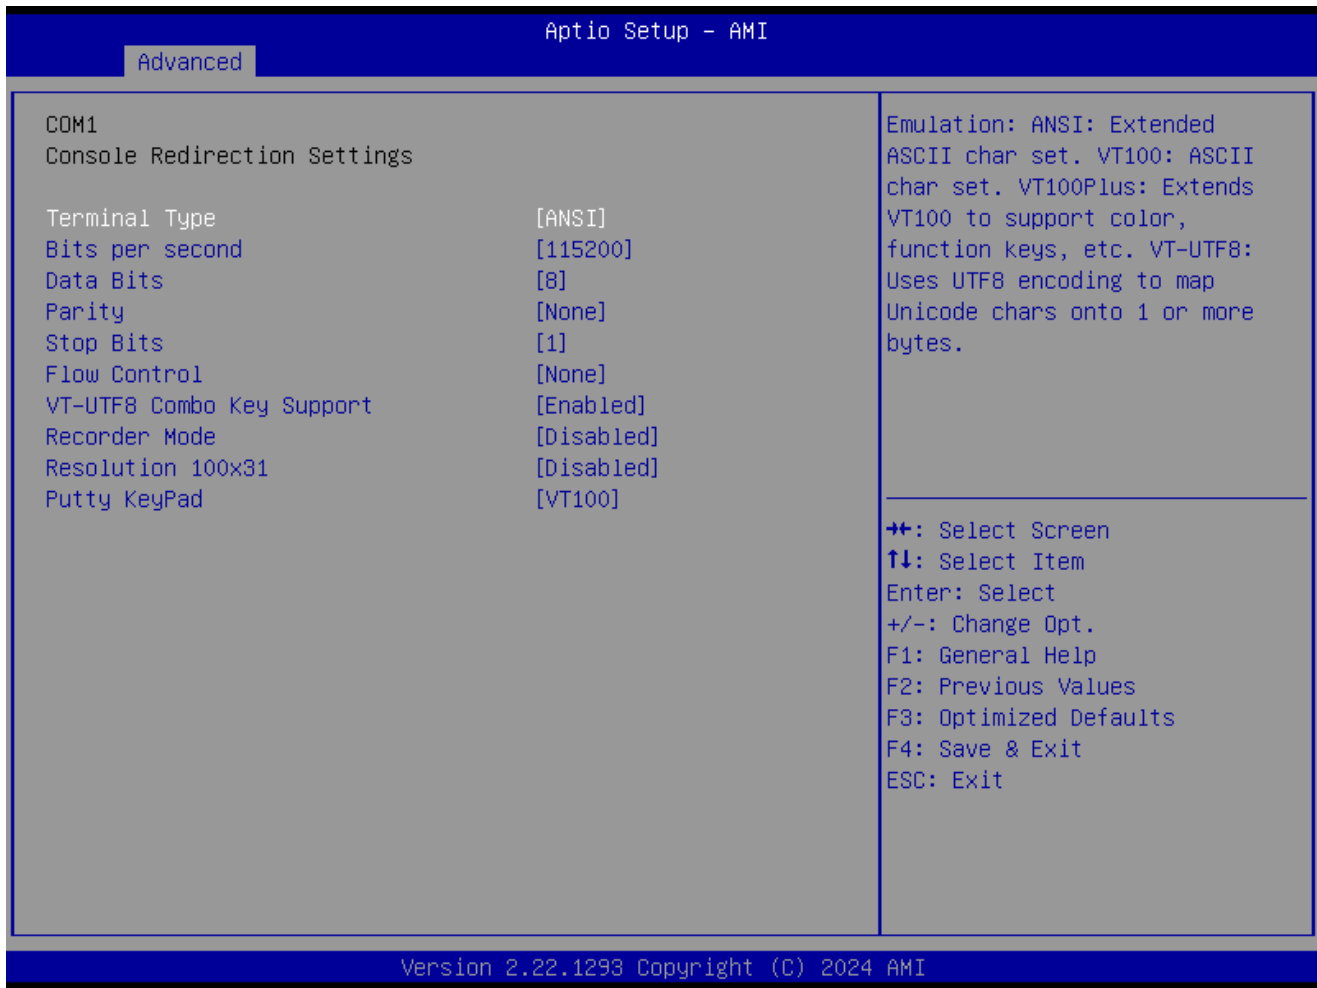 Aptio Setup – AMI
Advanced
COM1
Console Redirection Settings
Terminal Type [ANSI]
Bits per second [115200]
Data Bits [8]
Parity [None]
Stop Bits [1]
Flow Control [None]
VT-UTF8 Combo Key Support [Enabled]
Recorder Mode [Disabled]
Resolution 100x31 [Disabled]
Putty KeyPad [VT100]
Emulation: ANSI: Extended
ASCII char set. VT100: ASCII
char set. VT100Plus: Extends
VT100 to support color,
function keys, etc. VT-UTF8:
Uses UTF8 encoding to map
Unicode chars onto 1 or more
bytes.
→←: Select Screen
↑↓: Select Item
Enter: Select
+/-: Change Opt.
F1: General Help
F2: Previous Values
F3: Optimized Defaults
F4: Save & Exit
ESC: Exit
Version 2.22.1293 Copyright (C) 2024 AMI